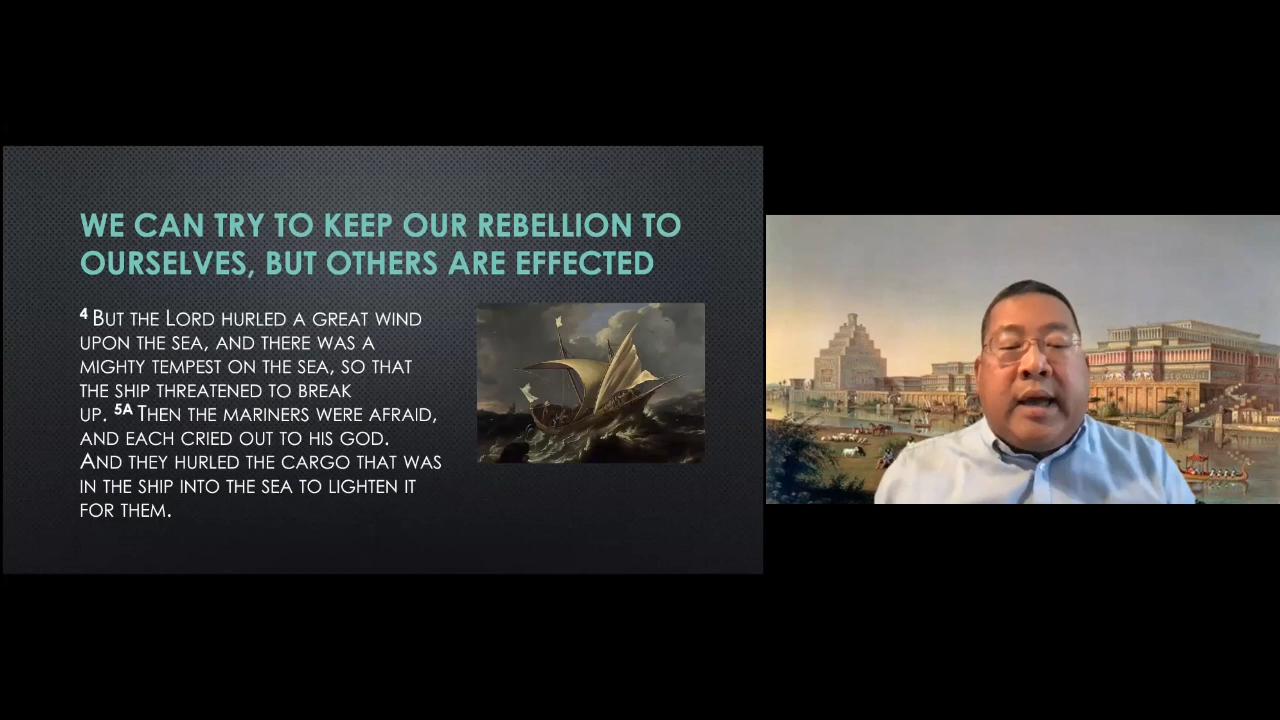 WE CAN TRY TO KEEP OUR REBELLION TO
OURSELVES, BUT OTHERS ARE EFFECTED
4 BUT THE LORD HURLED A GREAT WIND
UPON THE SEA, AND THERE WAS A
MIGHTY TEMPEST ON THE SEA, SO THAT
THE SHIP THREATENED TO BREAK
UP. 5A THEN THE MARINERS WERE AFRAID,
AND EACH CRIED OUT TO HIS GOD.
AND THEY HURLED THE CARGO THAT WAS
IN THE SHIP INTO THE SEA TO LIGHTEN IT
FOR THEM.